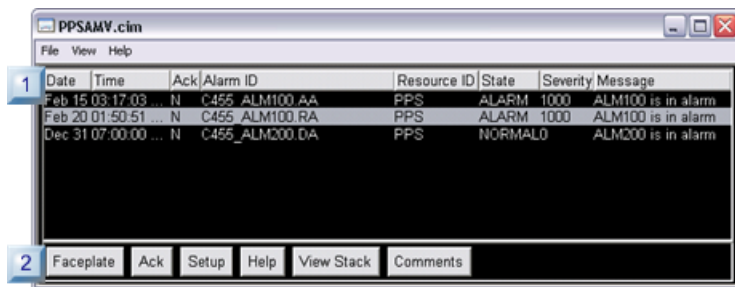 PPSAMV.cim
File View Help
1
Date Time Ack Alarm ID Resource ID State Severity Message
Feb 15 03:17:03 ... N C455_ALM100.AA PPS ALARM 1000 ALM100 is in alarm
Feb 20 01:50:51 ... N C455_ALM100.RA PPS ALARM 1000 ALM100 is in alarm
Dec 31 07:00:00 ... N C455_ALM200.DA PPS NORMAL 0 ALM200 is in alarm
2
Faceplate Ack Setup Help View Stack Comments